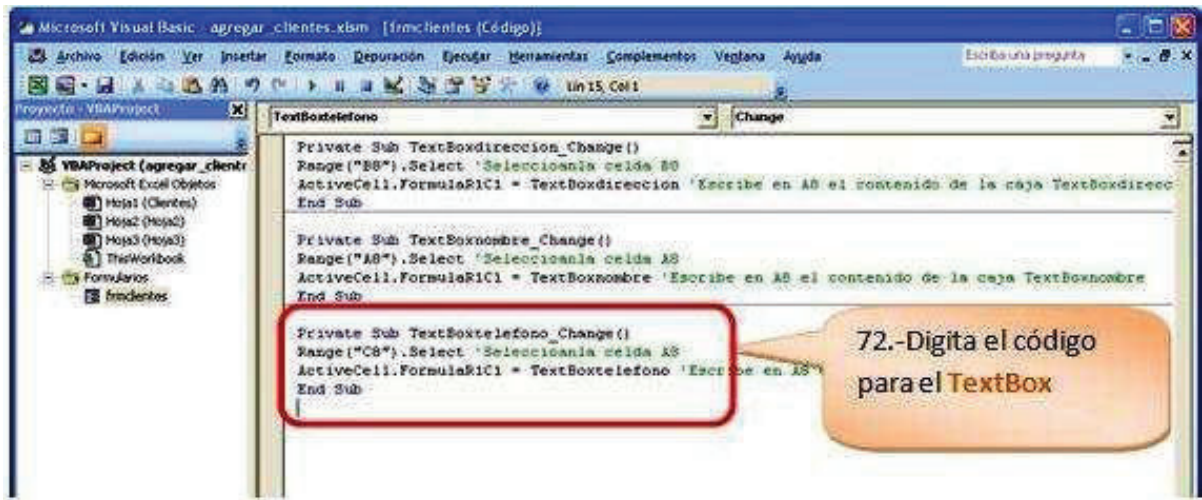 Microsoft Visual Basic - agregar_clientes.xlsm - [frmclientes (Código)]
Archivo Edición Ver Insertar Formato Depuración Ejecutar Herramientas Complementos Ventana Ayuda Escriba una pregunta
Lín 15, Col 1
Proyecto - VBAProject
TextBoxtelefono Change
VBAProject (agregar_client
Microsoft Excel Objetos
Hoja1 (Clientes)
Hoja2 (Hoja2)
Hoja3 (Hoja3)
ThisWorkbook
Formularios
frmclientes
Private Sub TextBoxdireccion_Change()
Range("B8").Select 'Seleccioanla celda B8
ActiveCell.FormulaR1C1 = TextBoxdireccion 'Escribe en A8 el contenido de la caja TextBoxdirecc
End Sub
Private Sub TextBoxnombre_Change()
Range("A8").Select 'Seleccioanla celda A8
ActiveCell.FormulaR1C1 = TextBoxnombre 'Escribe en A8 el contenido de la caja TextBoxnombre
End Sub
Private Sub TextBoxtelefono_Change()
Range("C8").Select 'Seleccioanla celda A8
ActiveCell.FormulaR1C1 = TextBoxtelefono 'Escribe en A8
End Sub
72.-Digita el código
para el TextBox